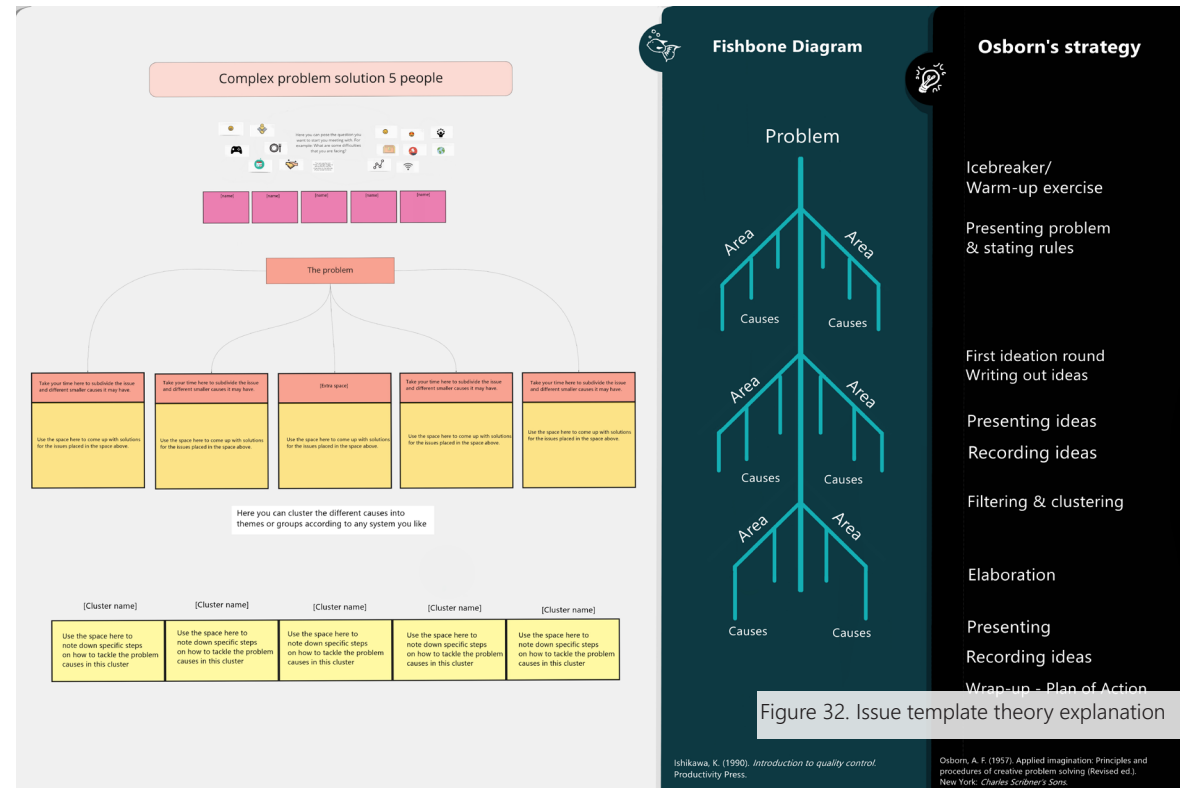 Complex problem solution 5 people
Here you can pose the question you
want to start you meeting with. For
example: What are some difficulties
that you are facing?
[name]
[name]
[name]
[name]
[name]
The problem
Take your time here to subdivide the issue
and different smaller causes it may have.
Take your time here to subdivide the issue
and different smaller causes it may have.
[Extra space]
Take your time here to subdivide the issue
and different smaller causes it may have.
Take your time here to subdivide the issue
and different smaller causes it may have.
Use the space here to come up with solutions
for the issues placed in the space above.
Use the space here to come up with solutions
for the issues placed in the space above.
Use the space here to come up with solutions
for the issues placed in the space above.
Use the space here to come up with solutions
for the issues placed in the space above.
Use the space here to come up with solutions
for the issues placed in the space above.
Here you can cluster the different causes into
themes or groups according to any system you like
[Cluster name]
[Cluster name]
[Cluster name]
[Cluster name]
[Cluster name]
Use the space here to
note down specific steps
on how to tackle the problem
causes in this cluster
Use the space here to
note down specific steps
on how to tackle the problem
causes in this cluster
Use the space here to
note down specific steps
on how to tackle the problem
causes in this cluster
Use the space here to
note down specific steps
on how to tackle the problem
causes in this cluster
Use the space here to
note down specific steps
on how to tackle the problem
causes in this cluster
Fishbone Diagram
Problem
Area
Area
Causes
Causes
Area
Area
Causes
Causes
Area
Area
Causes
Causes
Ishikawa, K. (1990). Introduction to quality control.
Productivity Press.
Osborn's strategy
Icebreaker/
Warm-up exercise
Presenting problem
& stating rules
First ideation round
Writing out ideas
Presenting ideas
Recording ideas
Filtering & clustering
Elaboration
Presenting
Recording ideas
Wrap-up - Plan of Action
Figure 32. Issue template theory explanation
Osborn, A. F. (1957). Applied imagination: Principles and
procedures of creative problem solving (Revised ed.).
New York: Charles Scribner's Sons.